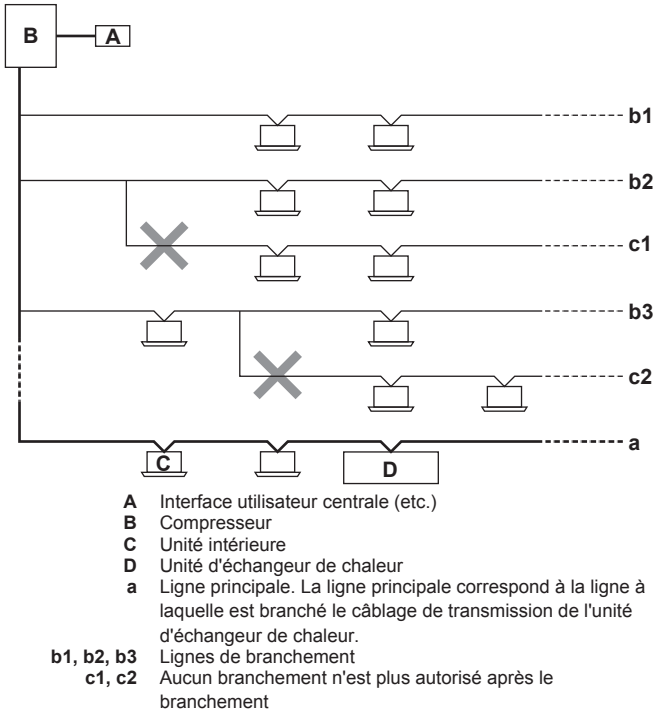 B
A
b1
b2
c1
b3
c2
a
C
D
A Interface utilisateur centrale (etc.)
B Compresseur
C Unité intérieure
D Unité d'échangeur de chaleur
a Ligne principale. La ligne principale correspond à la ligne à
laquelle est branché le câblage de transmission de l'unité
d'échangeur de chaleur.
b1, b2, b3 Lignes de branchement
c1, c2 Aucun branchement n'est plus autorisé après le
branchement